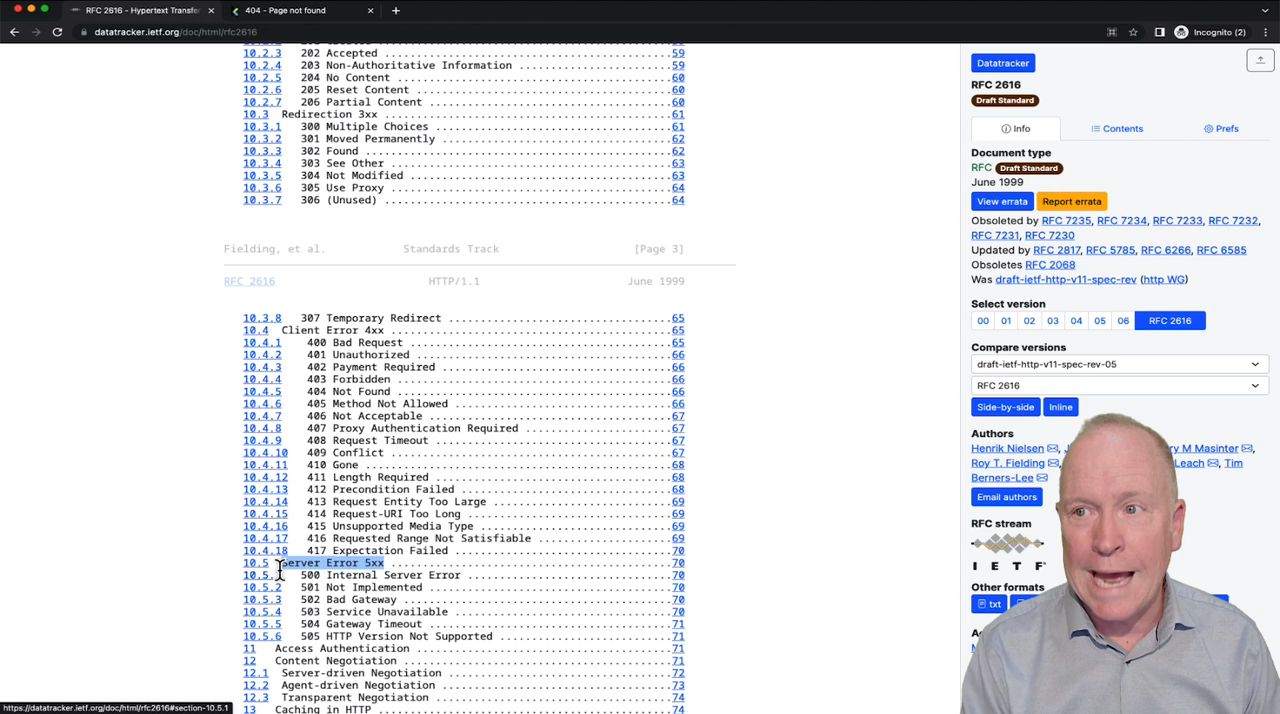 RFC 2616 - Hypertext Transfer
404 - Page not found
datatracker.ietf.org/doc/html/rfc2616
Incognito (2)
10.2.3 202 Accepted 59
10.2.4 203 Non-Authoritative Information 59
10.2.5 204 No Content 60
10.2.6 205 Reset Content 60
10.2.7 206 Partial Content 60
10.3 Redirection 3xx 61
10.3.1 300 Multiple Choices 61
10.3.2 301 Moved Permanently 62
10.3.3 302 Found 62
10.3.4 303 See Other 63
10.3.5 304 Not Modified 63
10.3.6 305 Use Proxy 64
10.3.7 306 (Unused) 64
Fielding, et al. Standards Track [Page 3]
RFC 2616 HTTP/1.1 June 1999
10.3.8 307 Temporary Redirect 65
10.4 Client Error 4xx 65
10.4.1 400 Bad Request 65
10.4.2 401 Unauthorized 66
10.4.3 402 Payment Required 66
10.4.4 403 Forbidden 66
10.4.5 404 Not Found 66
10.4.6 405 Method Not Allowed 66
10.4.7 406 Not Acceptable 67
10.4.8 407 Proxy Authentication Required 67
10.4.9 408 Request Timeout 67
10.4.10 409 Conflict 67
10.4.11 410 Gone 68
10.4.12 411 Length Required 68
10.4.13 412 Precondition Failed 68
10.4.14 413 Request Entity Too Large 69
10.4.15 414 Request-URI Too Long 69
10.4.16 415 Unsupported Media Type 69
10.4.17 416 Requested Range Not Satisfiable 69
10.4.18 417 Expectation Failed 70
10.5 Server Error 5xx 70
10.5.1 500 Internal Server Error 70
10.5.2 501 Not Implemented 70
10.5.3 502 Bad Gateway 70
10.5.4 503 Service Unavailable 70
10.5.5 504 Gateway Timeout 71
10.5.6 505 HTTP Version Not Supported 71
11 Access Authentication 71
12 Content Negotiation 71
12.1 Server-driven Negotiation 72
12.2 Agent-driven Negotiation 73
12.3 Transparent Negotiation 74
13 Caching in HTTP 74
https://datatracker.ietf.org/doc/html/rfc2616#section-10.5.1
Datatracker
RFC 2616
Draft Standard
Info Contents Prefs
Document type
RFC Draft Standard
June 1999
View errata Report errata
Obsoleted by RFC 7235, RFC 7234, RFC 7233, RFC 7232,
RFC 7231, RFC 7230
Updated by RFC 2817, RFC 5785, RFC 6266, RFC 6585
Obsoletes RFC 2068
Was draft-ietf-http-v11-spec-rev (http WG)
Select version
00 01 02 03 04 05 06 RFC 2616
Compare versions
draft-ietf-http-v11-spec-rev-05
RFC 2616
Side-by-side Inline
Authors
Henrik Nielsen ry M Masinter
Roy T. Fielding Leach Tim
Berners-Lee
Email authors
RFC stream
I E T F
Other formats
txt